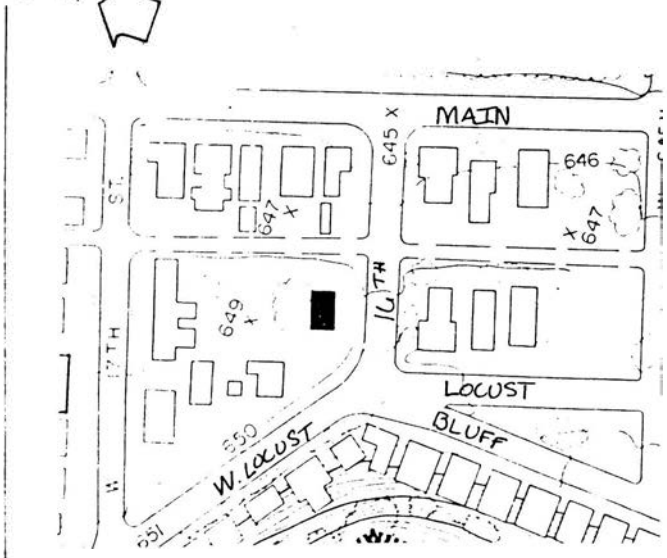 MAIN
645 X
646
ST.
647 X
X 647
16TH
17TH
649 X
LOCUST
BLUFF
650
W. LOCUST
W
651